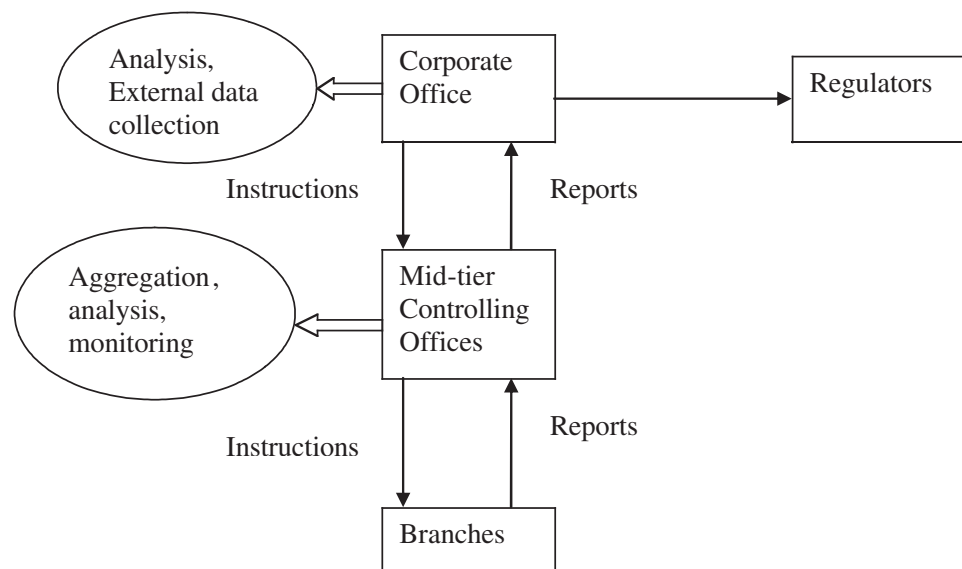 Analysis,
External data
collection
Corporate
Office
Regulators
Instructions
Reports
Aggregation,
analysis,
monitoring
Mid-tier
Controlling
Offices
Instructions
Reports
Branches